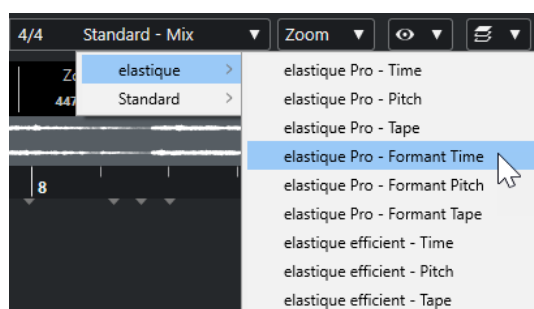 4/4 Standard - Mix Zoom
elastique
Standard
447
8
elastique Pro - Time
elastique Pro - Pitch
elastique Pro - Tape
elastique Pro - Formant Time
elastique Pro - Formant Pitch
elastique Pro - Formant Tape
elastique efficient - Time
elastique efficient - Pitch
elastique efficient - Tape